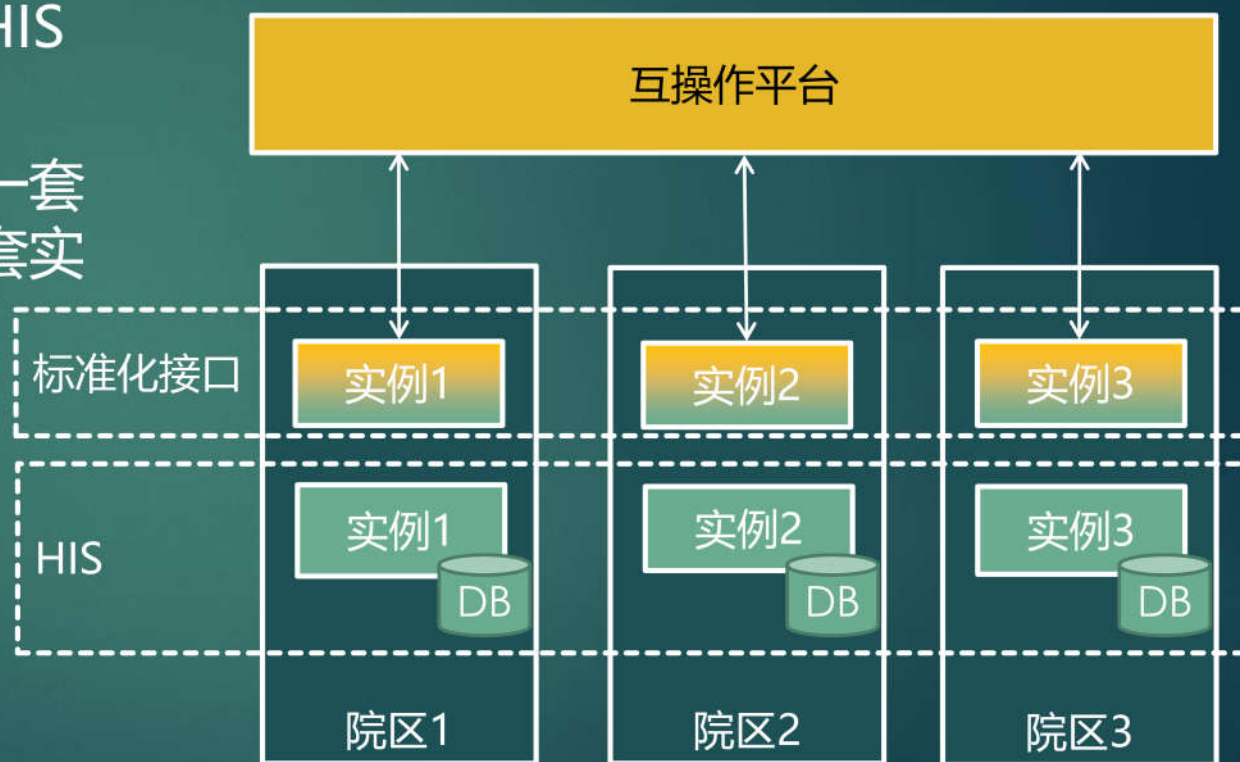 HIS
互操作平台
一套
套实
标准化接口
实例1
实例2
实例3
HIS
实例1
实例2
实例3
DB
DB
DB
院区1
院区2
院区3